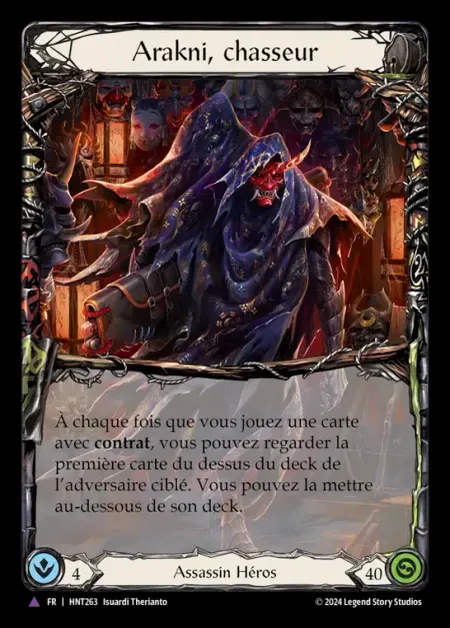 Arakni, chasseur
À chaque fois que vous jouez une carte
avec contrat, vous pouvez regarder la
première carte du dessus du deck de
l'adversaire ciblé. Vous pouvez la mettre
au-dessous de son deck.
4
Assassin Héros
40
FR | HNT263 Isuardi Therianto
© 2024 Legend Story Studios